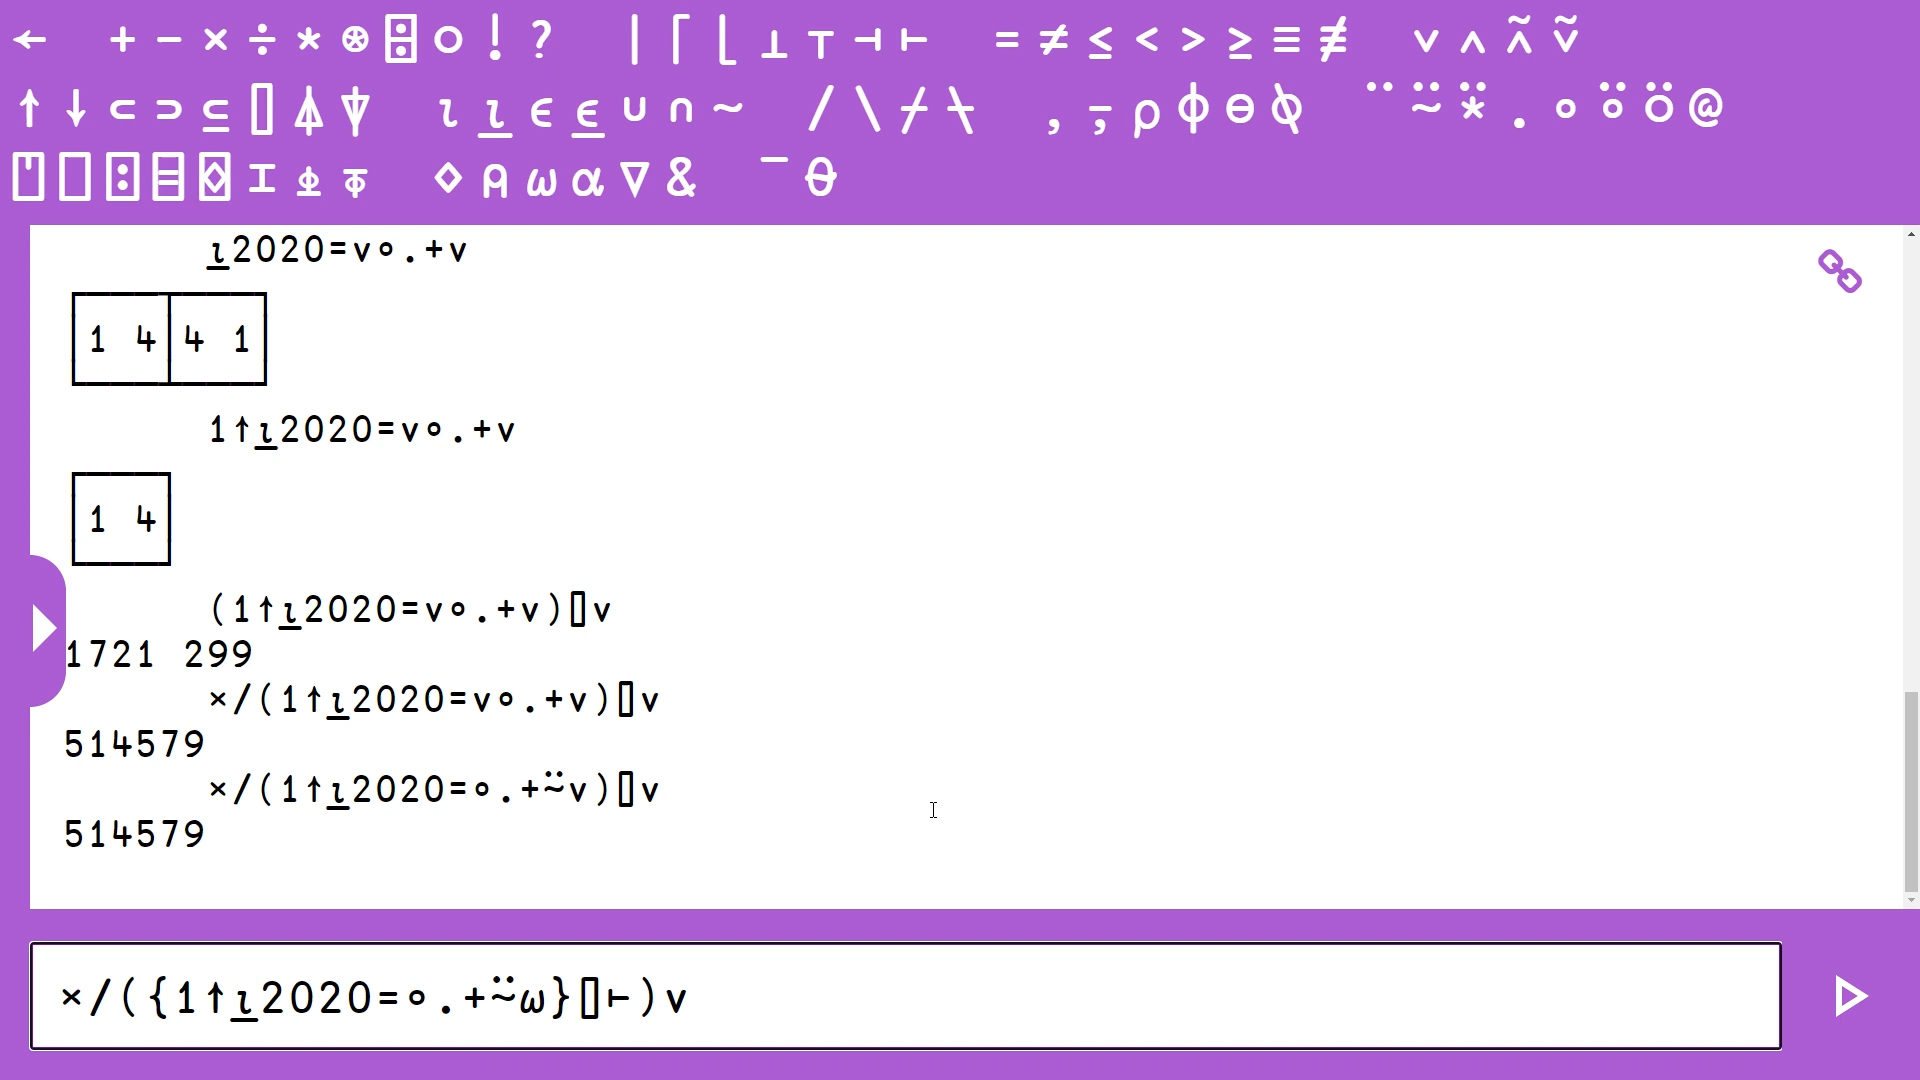 ← + - × ÷ * ⍟ ⌹ ○ ! ? | ⌈ ⌊ ⊥ ⊤ ⊣ ⊢ = ≠ ≤ < > ≥ ≡ ≢ ∨ ∧ ⍲ ⍱
↑ ↓ ⊂ ⊃ ⊆ ⌷ ⍋ ⍒ ⍳ ⍸ ∊ ⍷ ∪ ∩ ~ / \ ⌿ ⍀ , ⍪ ⍴ ⌽ ⊖ ⍉ ¨ ⍨ ⍣ . ∘ ⍤ ⍥ @
⍞ ⎕ ⍠ ⌸ ⌺ ⌶ ⍎ ⍕ ⋄ ⍝ ⍵ ⍺ ∇ & ¯ ⍬
⍸2020=v∘.+v
1 4 4 1
1↑⍸2020=v∘.+v
1 4
(1↑⍸2020=v∘.+v)⌷v
1721 299
×/(1↑⍸2020=v∘.+v)⌷v
514579
×/(1↑⍸2020=∘.+⍨v)⌷v
514579
×/({1↑⍸2020=∘.+⍨⍵}⌷⊢)v